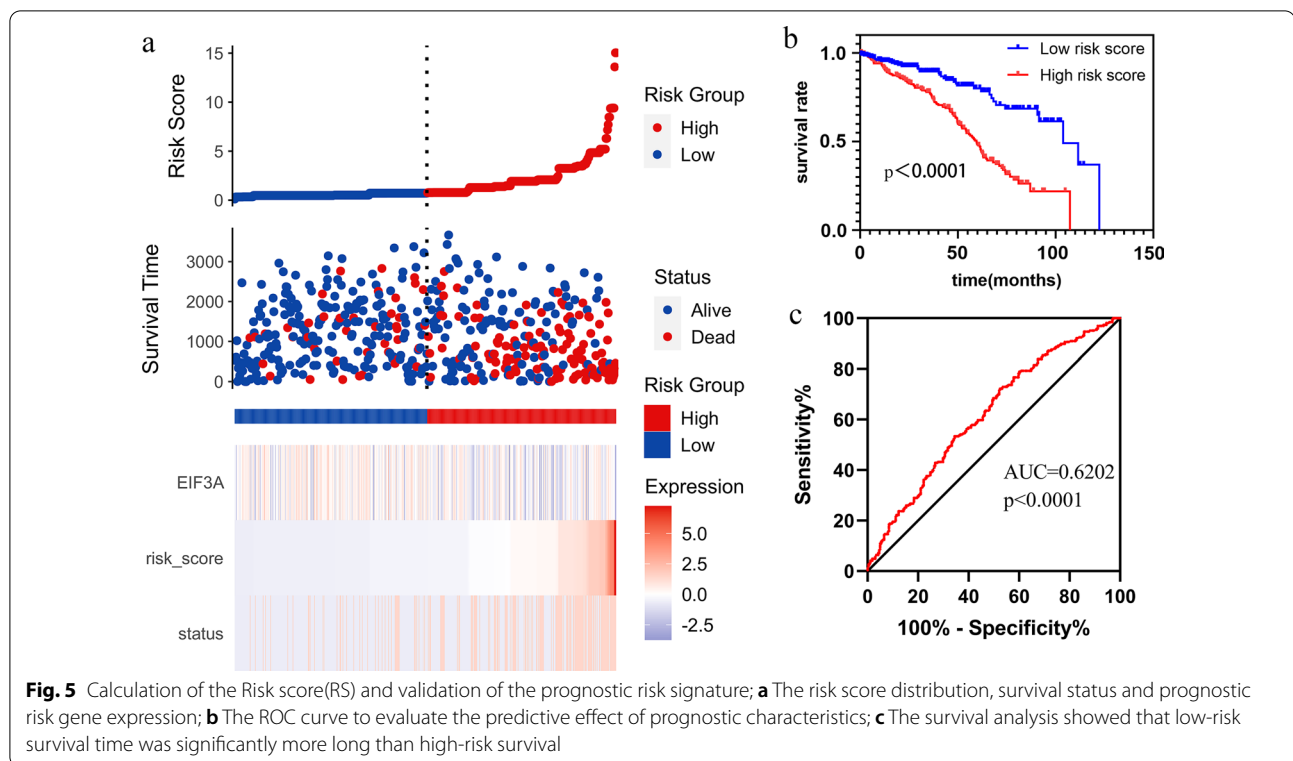 a
Risk Score
15
10
5
0
Risk Group
High
Low
Survival Time
3000
2000
1000
0
Status
Alive
Dead
Risk Group
High
Low
EIF3A
risk_score
status
Expression
5.0
2.5
0.0
-2.5
b
survival rate
1.0
0.5
0.0
Low risk score
High risk score
p<0.0001
0 50 100 150
time(months)
c
Sensitivity%
100
80
60
40
20
0
AUC=0.6202
p<0.0001
0 20 40 60 80 100
100% - Specificity%
Fig. 5 Calculation of the Risk score(RS) and validation of the prognostic risk signature; a The risk score distribution, survival status and prognostic
risk gene expression; b The ROC curve to evaluate the predictive effect of prognostic characteristics; c The survival analysis showed that low-risk
survival time was significantly more long than high-risk survival